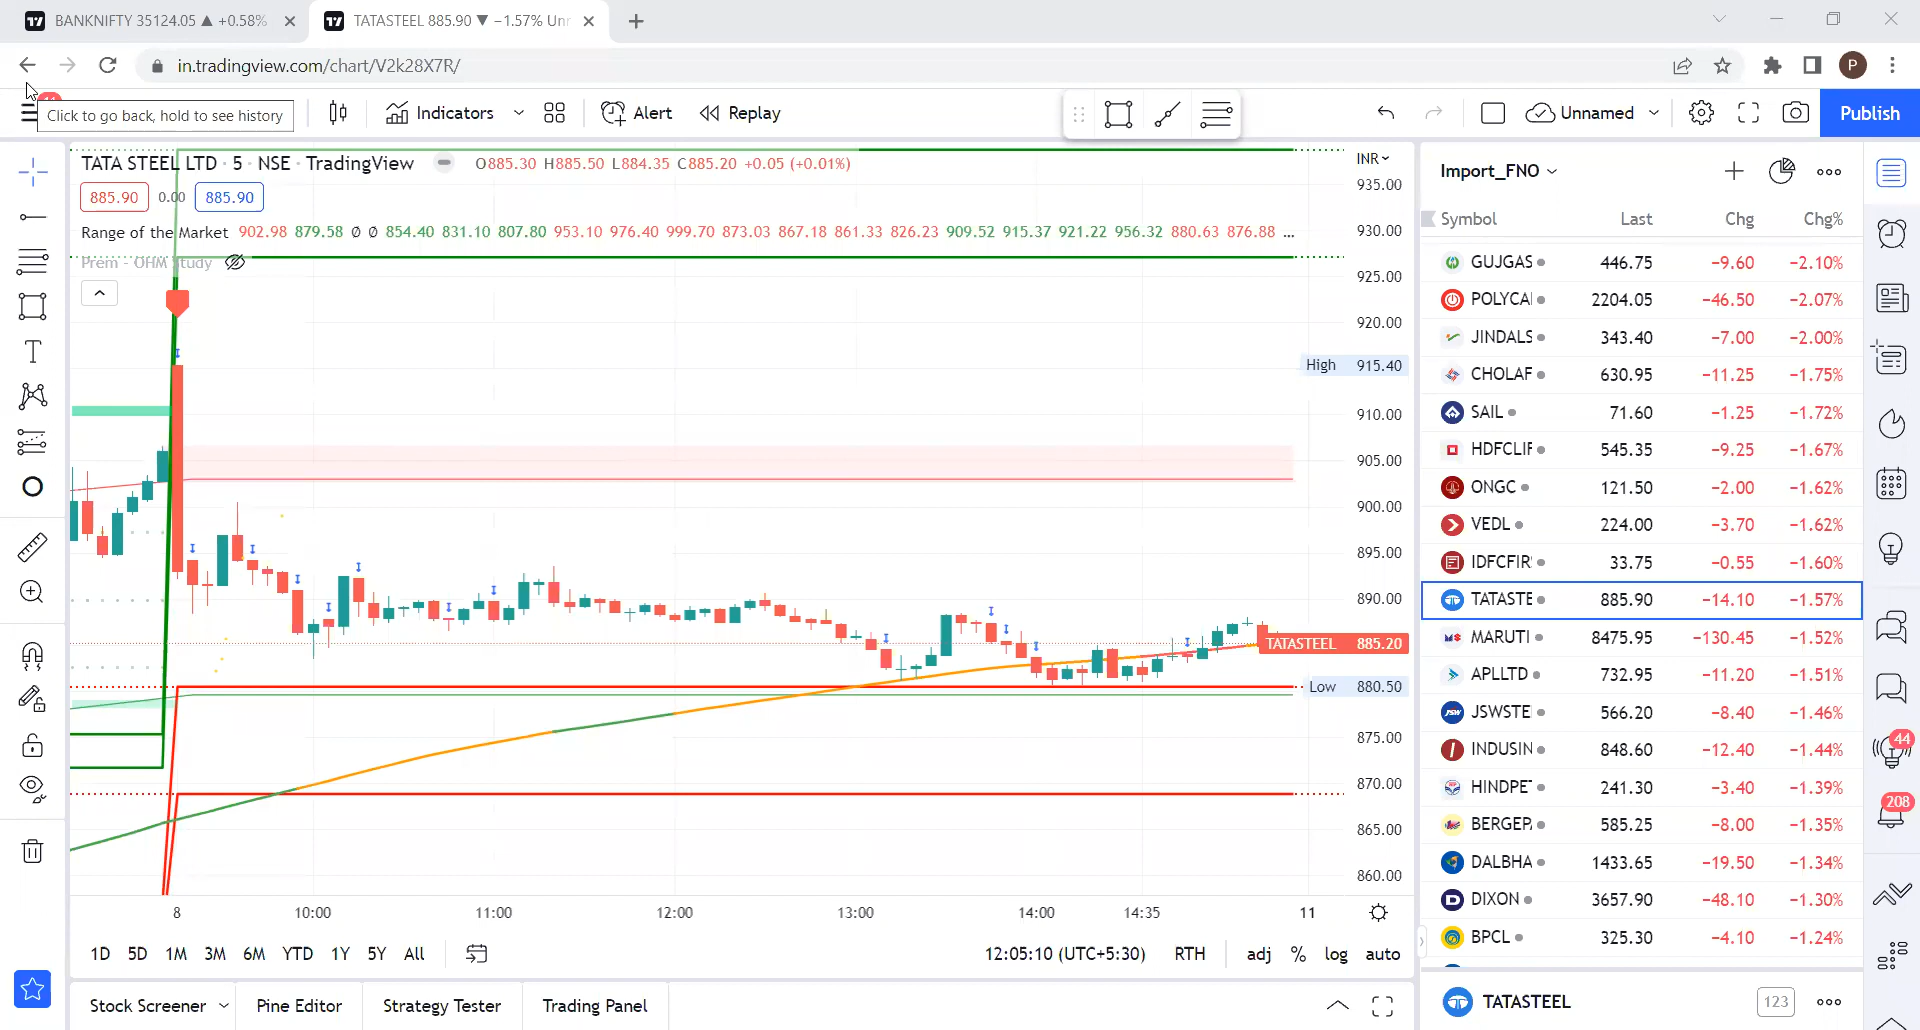 BANKNIFTY 35124.05 ▲ +0.58%
TATASTEEL 885.90 ▼ −1.57% Unn
in.tradingview.com/chart/V2k28X7R/
P
Click to go back, hold to see history
Indicators
Alert
Replay
Unnamed
Publish
TATA STEEL LTD · 5 · NSE · TradingView
O885.30 H885.50 L884.35 C885.20 +0.05 (+0.01%)
885.90 0.00 885.90
Range of the Market 902.98 879.58 Ø Ø 854.40 831.10 807.80 953.10 976.40 999.70 873.03 867.18 861.33 826.23 909.52 915.37 921.22 956.32 880.63 876.88 ...
Prem - OHM Study
INR
935.00
930.00
925.00
920.00
High 915.40
910.00
905.00
900.00
895.00
890.00
TATASTEEL 885.20
Low 880.50
875.00
870.00
865.00
860.00
8 10:00 11:00 12:00 13:00 14:00 14:35 11
1D 5D 1M 3M 6M YTD 1Y 5Y All
12:05:10 (UTC+5:30) RTH adj % log auto
Stock Screener Pine Editor Strategy Tester Trading Panel
Import_FNO
Symbol Last Chg Chg%
GUJGAS 446.75 −9.60 −2.10%
POLYCA 2204.05 −46.50 −2.07%
JINDALS 343.40 −7.00 −2.00%
CHOLAF 630.95 −11.25 −1.75%
SAIL 71.60 −1.25 −1.72%
HDFCLIF 545.35 −9.25 −1.67%
ONGC 121.50 −2.00 −1.62%
VEDL 224.00 −3.70 −1.62%
IDFCFIR 33.75 −0.55 −1.60%
TATASTE 885.90 −14.10 −1.57%
MARUTI 8475.95 −130.45 −1.52%
APLLTD 732.95 −11.20 −1.51%
JSW JSWSTE 566.20 −8.40 −1.46%
INDUSIN 848.60 −12.40 −1.44%
HINDPET 241.30 −3.40 −1.39%
BERGEPA 585.25 −8.00 −1.35%
DALBHA 1433.65 −19.50 −1.34%
DIXON 3657.90 −48.10 −1.30%
BPCL 325.30 −4.10 −1.24%
TATASTEEL 123
44
208